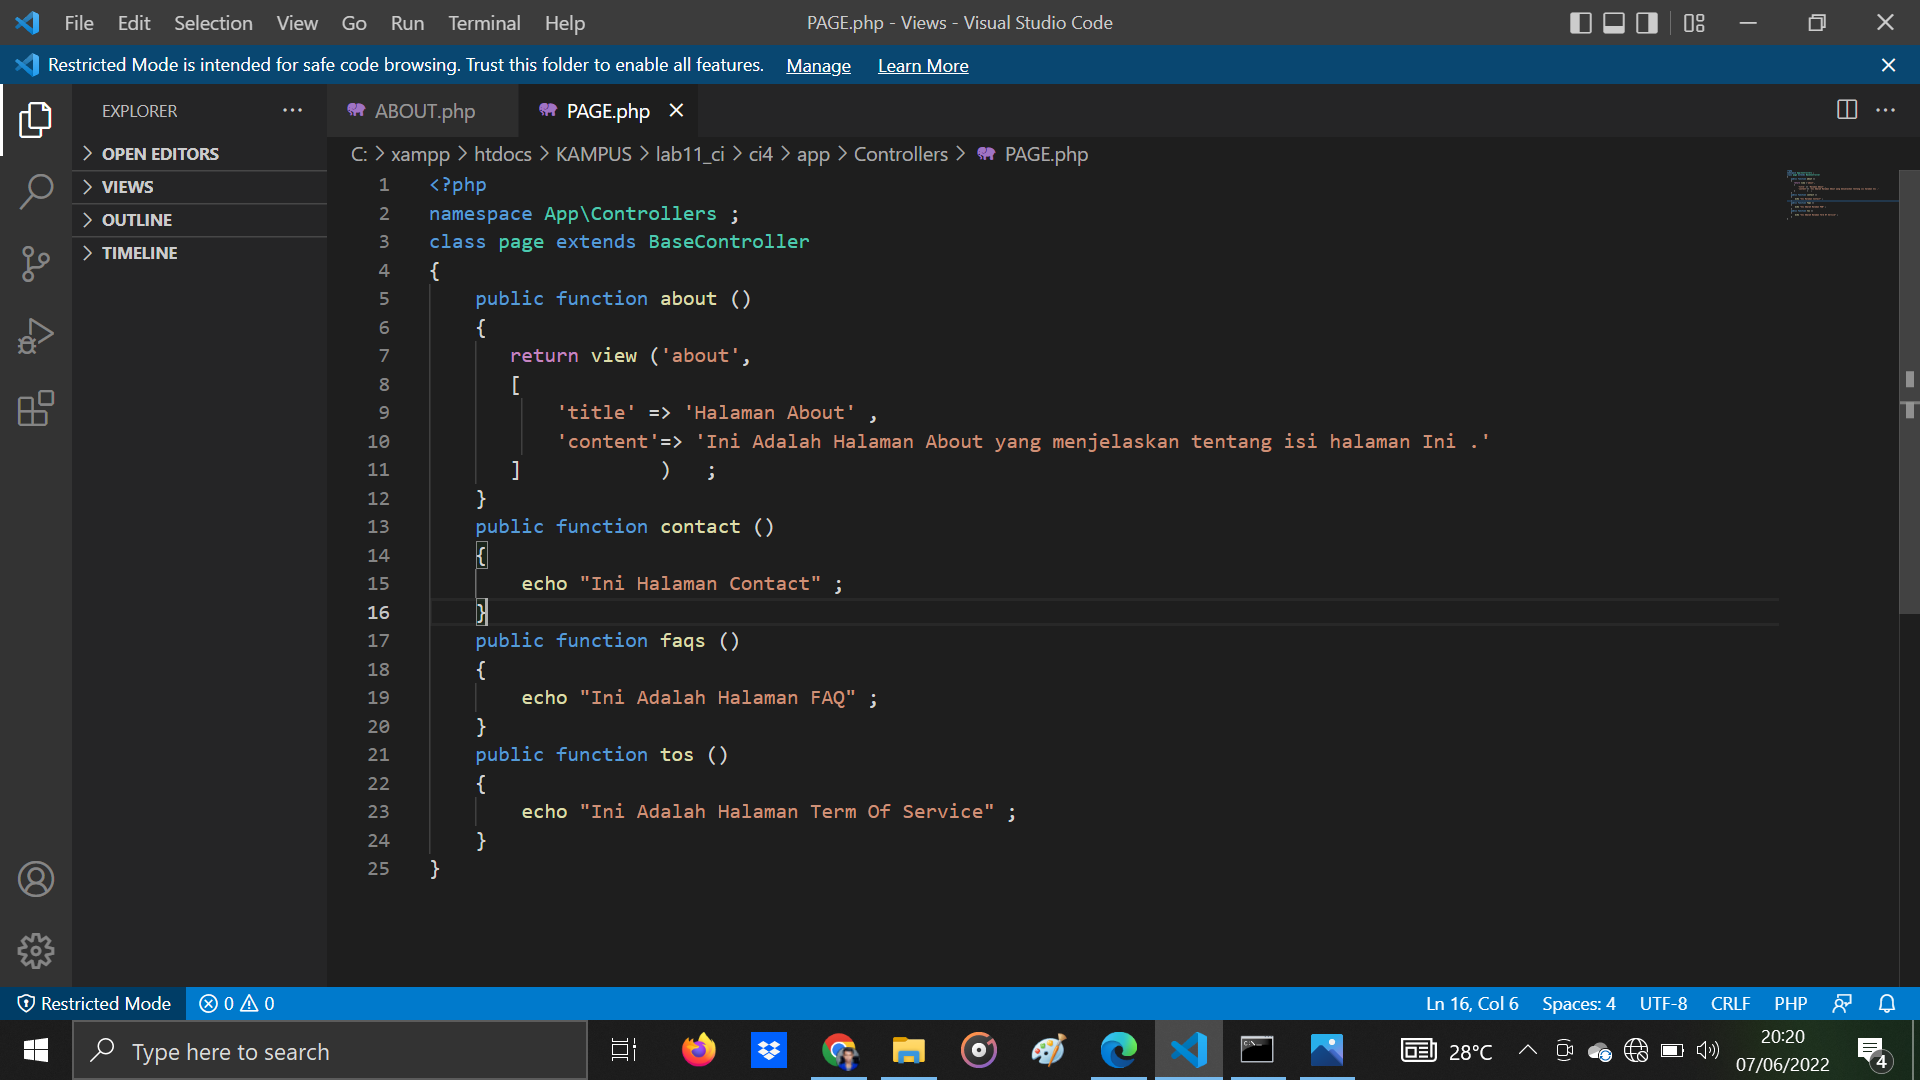 File Edit Selection View Go Run Terminal Help
PAGE.php - Views - Visual Studio Code
Restricted Mode is intended for safe code browsing. Trust this folder to enable all features. Manage Learn More
EXPLORER
OPEN EDITORS
VIEWS
OUTLINE
TIMELINE
ABOUT.php PAGE.php
C: > xampp > htdocs > KAMPUS > lab11_ci > ci4 > app > Controllers > PAGE.php
1 <?php
2 namespace App\Controllers ;
3 class page extends BaseController
4 {
5 public function about ()
6 {
7 return view ('about',
8 [
9 'title' => 'Halaman About' ,
10 'content'=> 'Ini Adalah Halaman About yang menjelaskan tentang isi halaman Ini .'
11 ] ) ;
12 }
13 public function contact ()
14 {
15 echo "Ini Halaman Contact" ;
16 }
17 public function faqs ()
18 {
19 echo "Ini Adalah Halaman FAQ" ;
20 }
21 public function tos ()
22 {
23 echo "Ini Adalah Halaman Term Of Service" ;
24 }
25 }
Restricted Mode 0 0
Ln 16, Col 6 Spaces: 4 UTF-8 CRLF PHP
Type here to search
28°C
20:20
07/06/2022
4